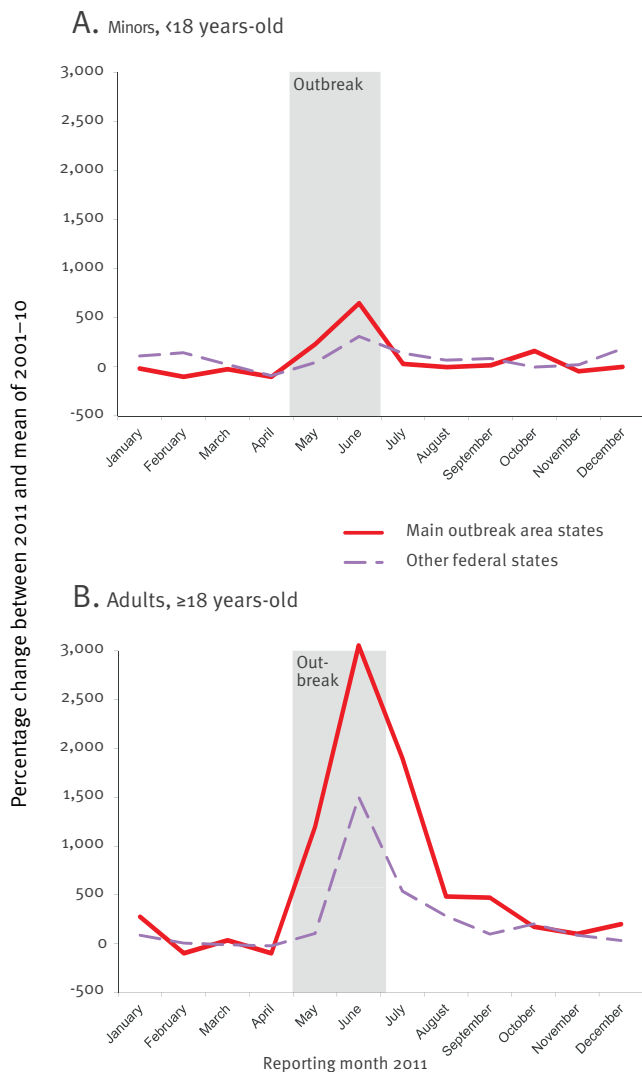 A. Minors, <18 years-old
3,000
2,500
2,000
1,500
1,000
500
0
-500
Outbreak
January
February
March
April
May
June
July
August
September
October
November
December
Percentage change between 2011 and mean of 2001–10
Main outbreak area states
Other federal states
B. Adults, ≥18 years-old
3,000
2,500
2,000
1,500
1,000
500
0
-500
Out-
break
January
February
March
April
May
June
July
August
September
October
November
December
Reporting month 2011